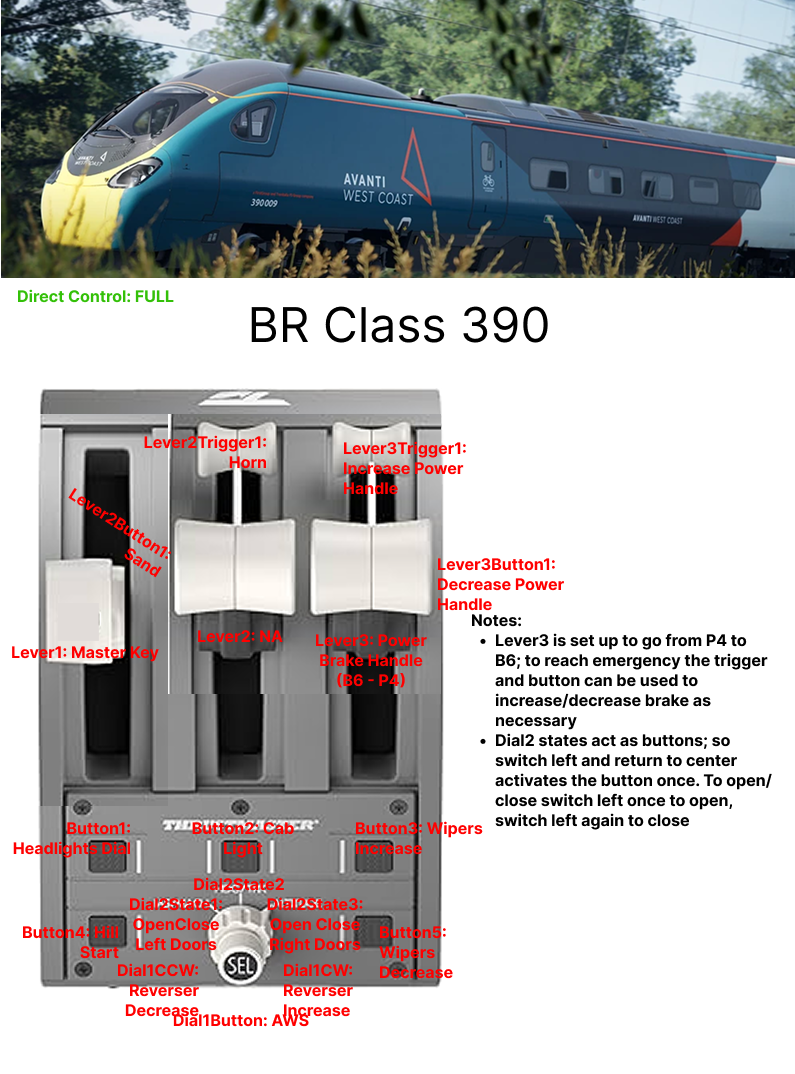 AVANTI
WEST COAST
AVANTI
WEST COAST
390009
AVANTI WEST COAST
Direct Control: FULL
BR Class 390
Lever2Trigger1:
Horn
Lever3Trigger1:
Increase Power
Handle
Lever2Button1:
Sand
Lever3Button1:
Decrease Power
Handle
Lever1: Master Key
Lever2: NA
Lever3: Power
Brake Handle
(B6 - P4)
Notes:
• Lever3 is set up to go from P4 to
B6; to reach emergency the trigger
and button can be used to
increase/decrease brake as
necessary
• Dial2 states act as buttons; so
switch left and return to center
activates the button once. To open/
close switch left once to open,
switch left again to close
THRUSTMASTER
Button1:
Headlights Dial
Button2: Cab
Light
Button3: Wipers
Increase
Dial2State2
Dial2State1:
OpenClose
Left Doors
Dial2State3:
Open Close
Right Doors
Button4: Hill
Start
Button5:
Wipers
Decrease
SEL
Dial1CCW:
Reverser
Decrease
Dial1CW:
Reverser
Increase
Dial1Button: AWS